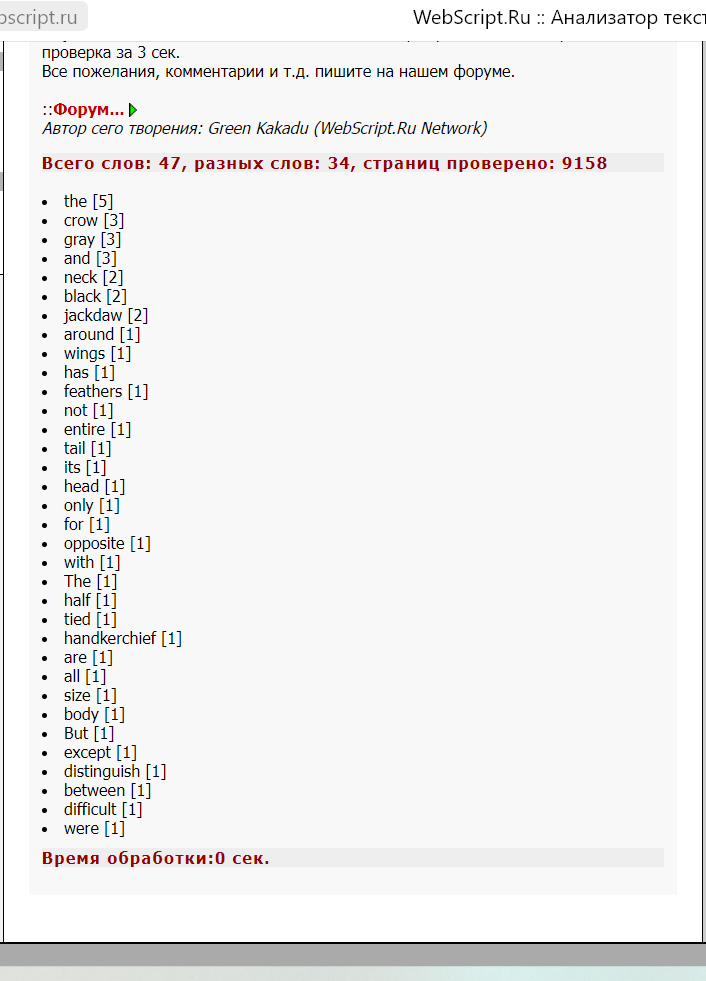 bscript.ru
WebScript.Ru :: Анализатор текст
проверка за 3 сек.
Все пожелания, комментарии и т.д. пишите на нашем форуме.
::Форум...
Автор сего творения: Green Kakadu (WebScript.Ru Network)
Всего слов: 47, разных слов: 34, страниц проверено: 9158
• the [5]
• crow [3]
• gray [3]
• and [3]
• neck [2]
• black [2]
• jackdaw [2]
• around [1]
• wings [1]
• has [1]
• feathers [1]
• not [1]
• entire [1]
• tail [1]
• its [1]
• head [1]
• only [1]
• for [1]
• opposite [1]
• with [1]
• The [1]
• half [1]
• tied [1]
• handkerchief [1]
• are [1]
• all [1]
• size [1]
• body [1]
• But [1]
• except [1]
• distinguish [1]
• between [1]
• difficult [1]
• were [1]
Время обработки:0 сек.